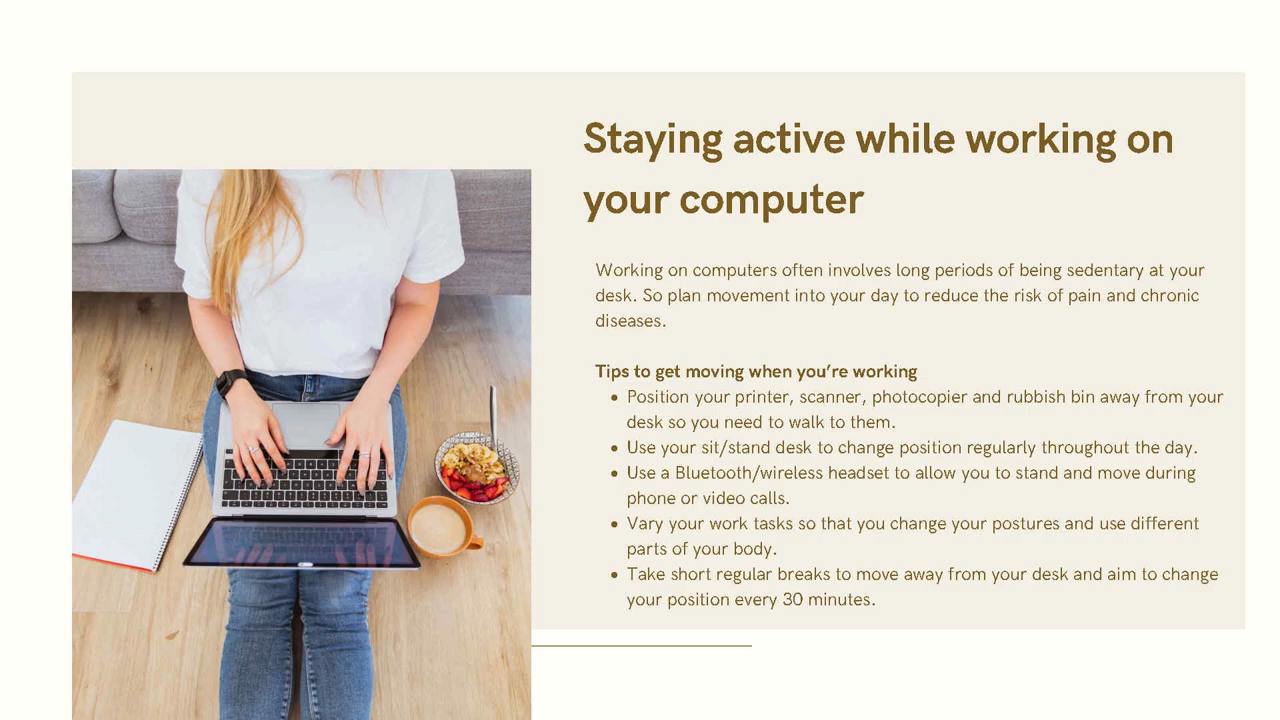 Staying active while working on
your computer
Working on computers often involves long periods of being sedentary at your
desk. So plan movement into your day to reduce the risk of pain and chronic
diseases.
Tips to get moving when you're working
• Position your printer, scanner, photocopier and rubbish bin away from your
desk so you need to walk to them.
• Use your sit/stand desk to change position regularly throughout the day.
• Use a Bluetooth/wireless headset to allow you to stand and move during
phone or video calls.
• Vary your work tasks so that you change your postures and use different
parts of your body.
• Take short regular breaks to move away from your desk and aim to change
your position every 30 minutes.